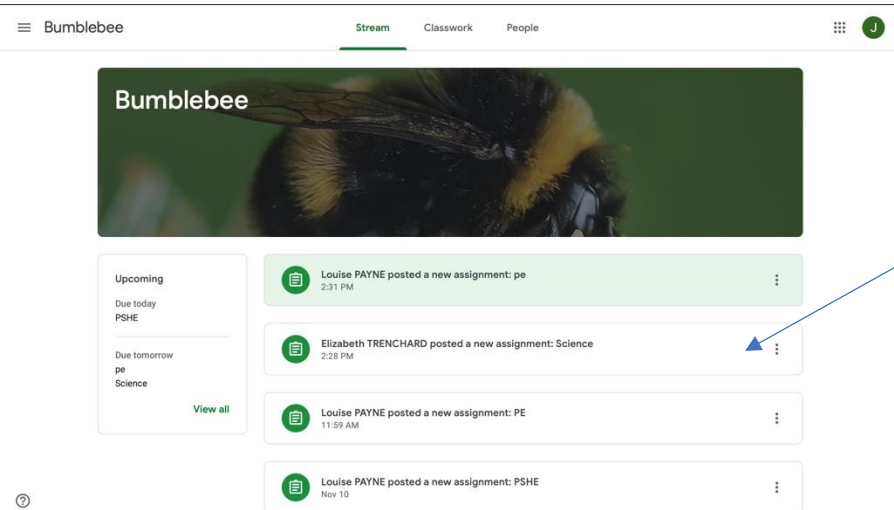 Bumblebee
Stream Classwork People
J
Bumblebee
Upcoming
Due today
PSHE
Due tomorrow
pe
Science
View all
Louise PAYNE posted a new assignment: pe
2:31 PM
Elizabeth TRENCHARD posted a new assignment: Science
2:28 PM
Louise PAYNE posted a new assignment: PE
11:59 AM
Louise PAYNE posted a new assignment: PSHE
Nov 10